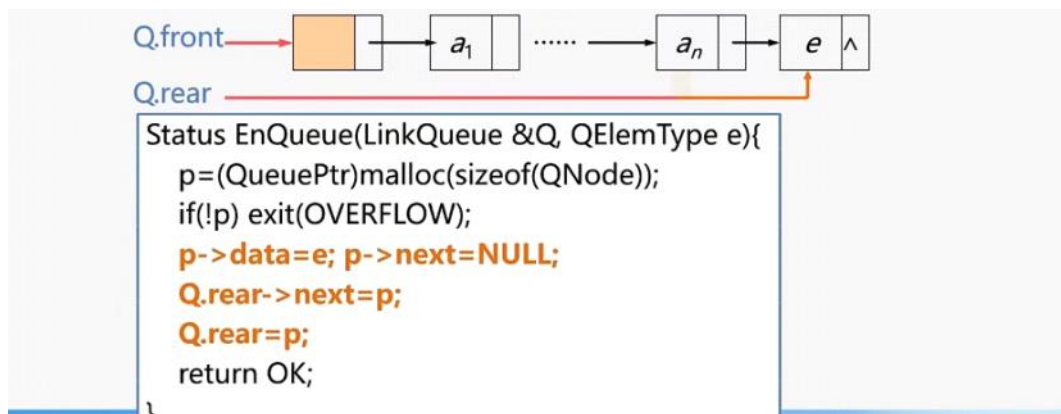 Q.front
a1 …… an e ∧
Q.rear
Status EnQueue(LinkQueue &Q, QElemType e){
p=(QueuePtr)malloc(sizeof(QNode));
if(!p) exit(OVERFLOW);
p->data=e; p->next=NULL;
Q.rear->next=p;
Q.rear=p;
return OK;
}